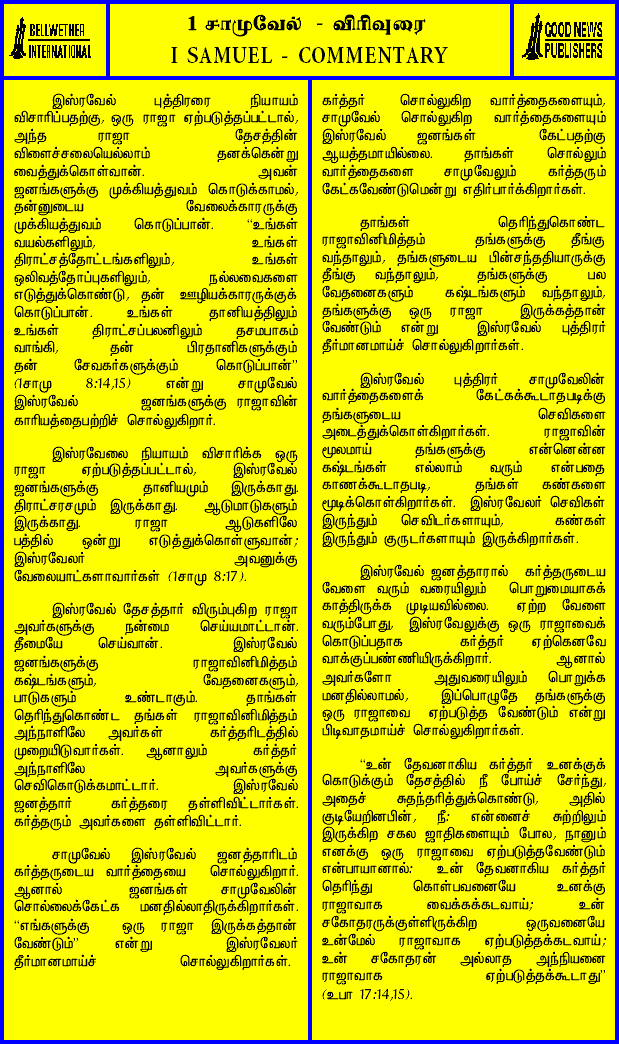 BELLWETHER
INTERNATIONAL
1 சாமுவேல் - விரிவுரை
I SAMUEL - COMMENTARY
GOOD NEWS
PUBLISHERS
இஸ்ரவேல் புத்திரரை நியாயம்
விசாரிப்பதற்கு, ஒரு ராஜா ஏற்படுத்தப்பட்டால்,
அந்த ராஜா தேசத்தின்
விளைச்சலையெல்லாம் தனக்கென்று
வைத்துக்கொள்வான். அவன்
ஜனங்களுக்கு முக்கியத்துவம் கொடுக்காமல்,
தன்னுடைய வேலைக்காரருக்கு
முக்கியத்துவம் கொடுப்பான். "உங்கள்
வயல்களிலும், உங்கள்
திராட்சத்தோட்டங்களிலும், உங்கள்
ஒலிவத்தோப்புகளிலும், நல்லவைகளை
எடுத்துக்கொண்டு, தன் ஊழியக்காரருக்குக்
கொடுப்பான். உங்கள் தானியத்திலும்
உங்கள் திராட்சப்பலனிலும் தசமபாகம்
வாங்கி, தன் பிரதானிகளுக்கும்
தன் சேவகர்களுக்கும் கொடுப்பான்"
(1சாமு 8:14,15) என்று சாமுவேல்
இஸ்ரவேல் ஜனங்களுக்கு ராஜாவின்
காரியத்தைபற்றிச் சொல்லுகிறார்.
இஸ்ரவேலை நியாயம் விசாரிக்க ஒரு
ராஜா ஏற்படுத்தப்பட்டால், இஸ்ரவேல்
ஜனங்களுக்கு தானியமும் இருக்காது.
திராட்சரசமும் இருக்காது. ஆடுமாடுகளும்
இருக்காது. ராஜா ஆடுகளிலே
பத்தில் ஒன்று எடுத்துக்கொள்ளுவான்;
இஸ்ரவேலர் அவனுக்கு
வேலையாட்களாவார்கள் (1சாமு 8:17).
இஸ்ரவேல் தேசத்தார் விரும்புகிற ராஜா
அவர்களுக்கு நன்மை செய்யமாட்டான்.
தீமையே செய்வான். இஸ்ரவேல்
ஜனங்களுக்கு ராஜாவினிமித்தம்
கஷ்டங்களும், வேதனைகளும்,
பாடுகளும் உண்டாகும். தாங்கள்
தெரிந்துகொண்ட தங்கள் ராஜாவினிமித்தம்
அந்நாளிலே அவர்கள் கர்த்தரிடத்தில்
முறையிடுவார்கள். ஆனாலும் கர்த்தர்
அந்நாளிலே அவர்களுக்கு
செவிகொடுக்கமாட்டார். இஸ்ரவேல்
ஜனத்தார் கர்த்தரை தள்ளிவிட்டார்கள்.
கர்த்தரும் அவர்களை தள்ளிவிட்டார்.
சாமுவேல் இஸ்ரவேல் ஜனத்தாரிடம்
கர்த்தருடைய வார்த்தையை சொல்லுகிறார்.
ஆனால் ஜனங்கள் சாமுவேலின்
சொல்லைக்கேட்க மனதில்லாதிருக்கிறார்கள்.
"எங்களுக்கு ஒரு ராஜா இருக்கத்தான்
வேண்டும்" என்று இஸ்ரவேலர்
தீர்மானமாய்ச் சொல்லுகிறார்கள்.
கர்த்தர் சொல்லுகிற வார்த்தைகளையும்,
சாமுவேல் சொல்லுகிற வார்த்தைகளையும்
இஸ்ரவேல் ஜனங்கள் கேட்பதற்கு
ஆயத்தமாயில்லை. தாங்கள் சொல்லும்
வார்த்தைகளை சாமுவேலும் கர்த்தரும்
கேட்கவேண்டுமென்று எதிர்பார்க்கிறார்கள்.
தாங்கள் தெரிந்துகொண்ட
ராஜாவினிமித்தம் தங்களுக்கு தீங்கு
வந்தாலும், தங்களுடைய பின்சந்ததியாருக்கு
தீங்கு வந்தாலும், தங்களுக்கு பல
வேதனைகளும் கஷ்டங்களும் வந்தாலும்,
தங்களுக்கு ஒரு ராஜா இருக்கத்தான்
வேண்டும் என்று இஸ்ரவேல் புத்திரர்
தீர்மானமாய்ச் சொல்லுகிறார்கள்.
இஸ்ரவேல் புத்திரர் சாமுவேலின்
வார்த்தைகளைக் கேட்கக்கூடாதபடிக்கு
தங்களுடைய செவிகளை
அடைத்துக்கொள்கிறார்கள். ராஜாவின்
மூலமாய் தங்களுக்கு என்னென்ன
கஷ்டங்கள் எல்லாம் வரும் என்பதை
காணக்கூடாதபடி, தங்கள் கண்களை
மூடிக்கொள்கிறார்கள். இஸ்ரவேலர் செவிகள்
இருந்தும் செவிடர்களாயும், கண்கள்
இருந்தும் குருடர்களாயும் இருக்கிறார்கள்.
இஸ்ரவேல் ஜனத்தாரால் கர்த்தருடைய
வேளை வரும் வரையிலும் பொறுமையாகக்
காத்திருக்க முடியவில்லை. ஏற்ற வேளை
வரும்போது, இஸ்ரவேலுக்கு ஒரு ராஜாவைக்
கொடுப்பதாக கர்த்தர் ஏற்கெனவே
வாக்குப்பண்ணியிருக்கிறார். ஆனால்
அவர்களோ அதுவரையிலும் பொறுக்க
மனதில்லாமல், இப்பொழுதே தங்களுக்கு
ஒரு ராஜாவை ஏற்படுத்த வேண்டும் என்று
பிடிவாதமாய்ச் சொல்லுகிறார்கள்.
"உன் தேவனாகிய கர்த்தர் உனக்குக்
கொடுக்கும் தேசத்தில் நீ போய்ச் சேர்ந்து,
அதைச் சுதந்தரித்துக்கொண்டு, அதில்
குடியேறினபின், நீ: என்னைச் சுற்றிலும்
இருக்கிற சகல ஜாதிகளையும் போல, நானும்
எனக்கு ஒரு ராஜாவை ஏற்படுத்தவேண்டும்
என்பாயானால்: உன் தேவனாகிய கர்த்தர்
தெரிந்து கொள்பவனையே உனக்கு
ராஜாவாக வைக்கக்கடவாய்; உன்
சகோதரருக்குள்ளிருக்கிற ஒருவனையே
உன்மேல் ராஜாவாக ஏற்படுத்தக்கடவாய்;
உன் சகோதரன் அல்லாத அந்நியனை
ராஜாவாக ஏற்படுத்தக்கூடாது"
(உபா 17:14,15).